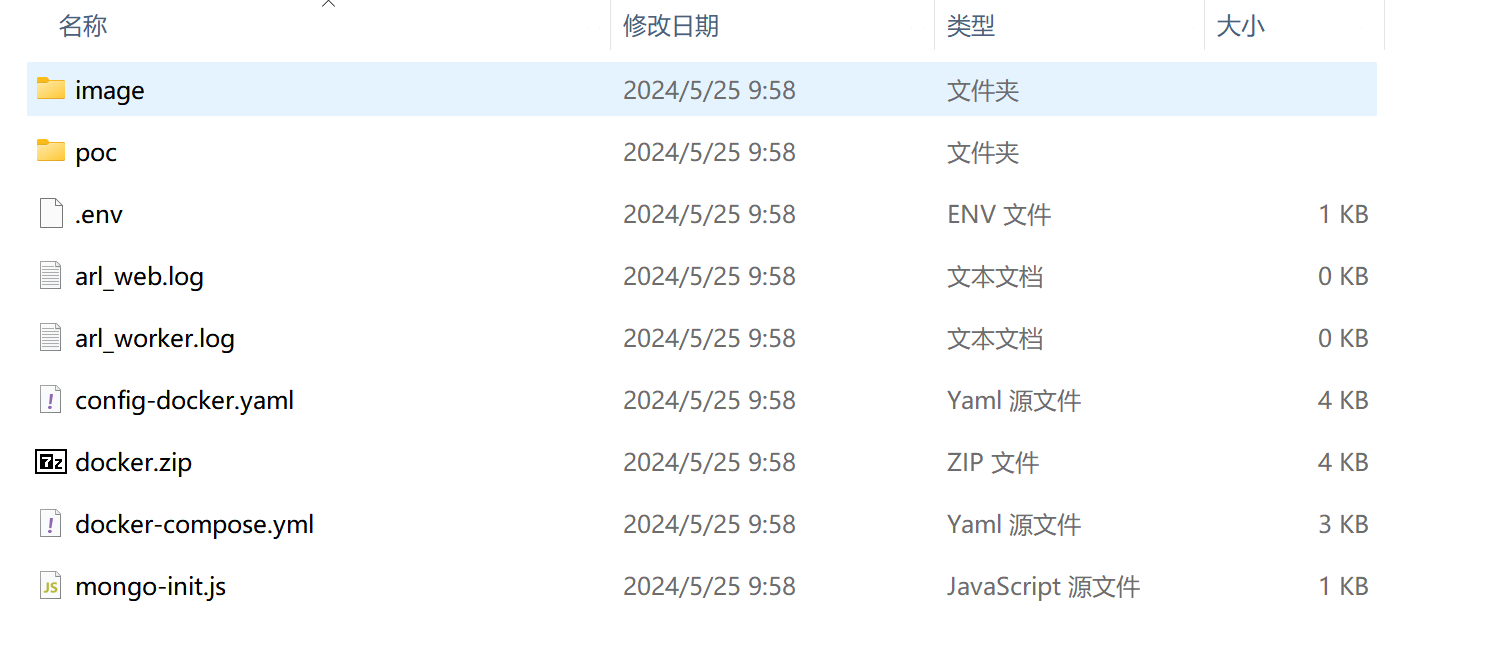 名称 修改日期 类型 大小
image 2024/5/25 9:58 文件夹
poc 2024/5/25 9:58 文件夹
.env 2024/5/25 9:58 ENV 文件 1 KB
arl_web.log 2024/5/25 9:58 文本文档 0 KB
arl_worker.log 2024/5/25 9:58 文本文档 0 KB
config-docker.yaml 2024/5/25 9:58 Yaml 源文件 4 KB
docker.zip 2024/5/25 9:58 ZIP 文件 4 KB
docker-compose.yml 2024/5/25 9:58 Yaml 源文件 3 KB
mongo-init.js 2024/5/25 9:58 JavaScript 源文件 1 KB